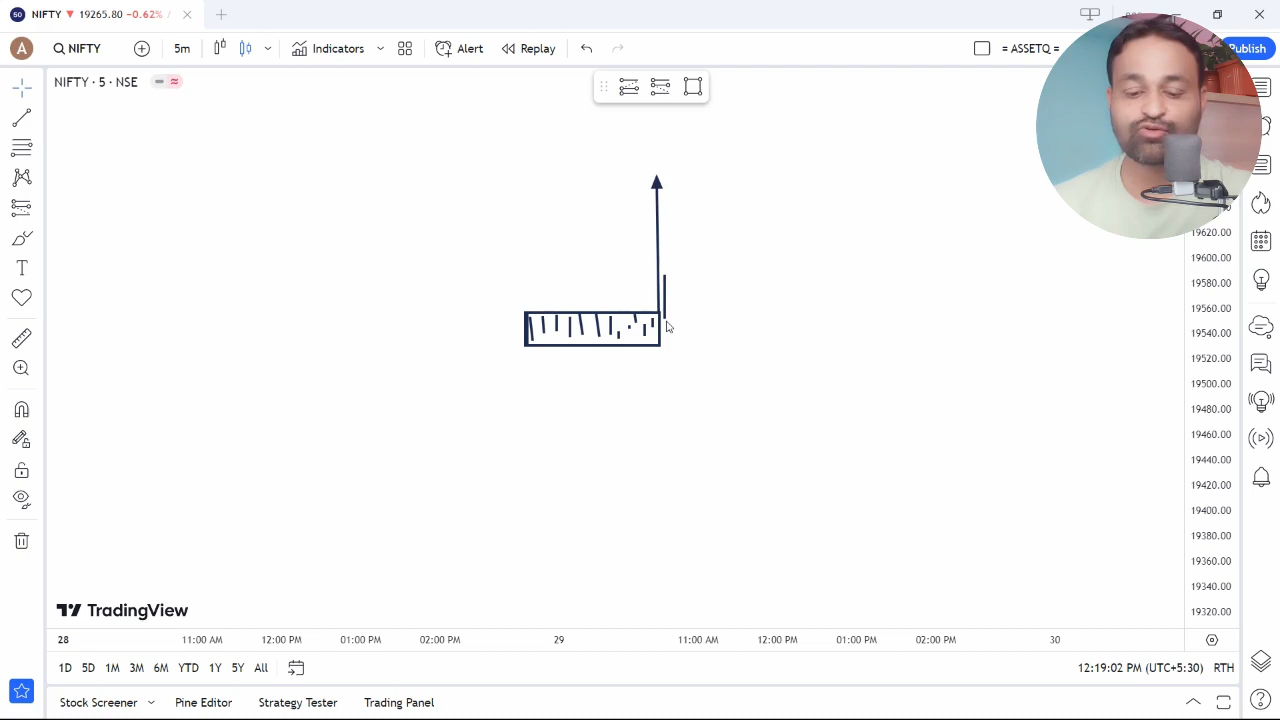 50 NIFTY ▼ 19265.80 −0.62% /
A NIFTY 5m Indicators Alert Replay = ASSETQ = Publish
NIFTY · 5 · NSE
19620.00
19600.00
19580.00
19560.00
19540.00
19520.00
19500.00
19480.00
19460.00
19440.00
19420.00
19400.00
19380.00
19360.00
19340.00
19320.00
TradingView
28 11:00 AM 12:00 PM 01:00 PM 02:00 PM 29 11:00 AM 12:00 PM 01:00 PM 02:00 PM 30
1D 5D 1M 3M 6M YTD 1Y 5Y All 12:19:02 PM (UTC+5:30) RTH
Stock Screener Pine Editor Strategy Tester Trading Panel